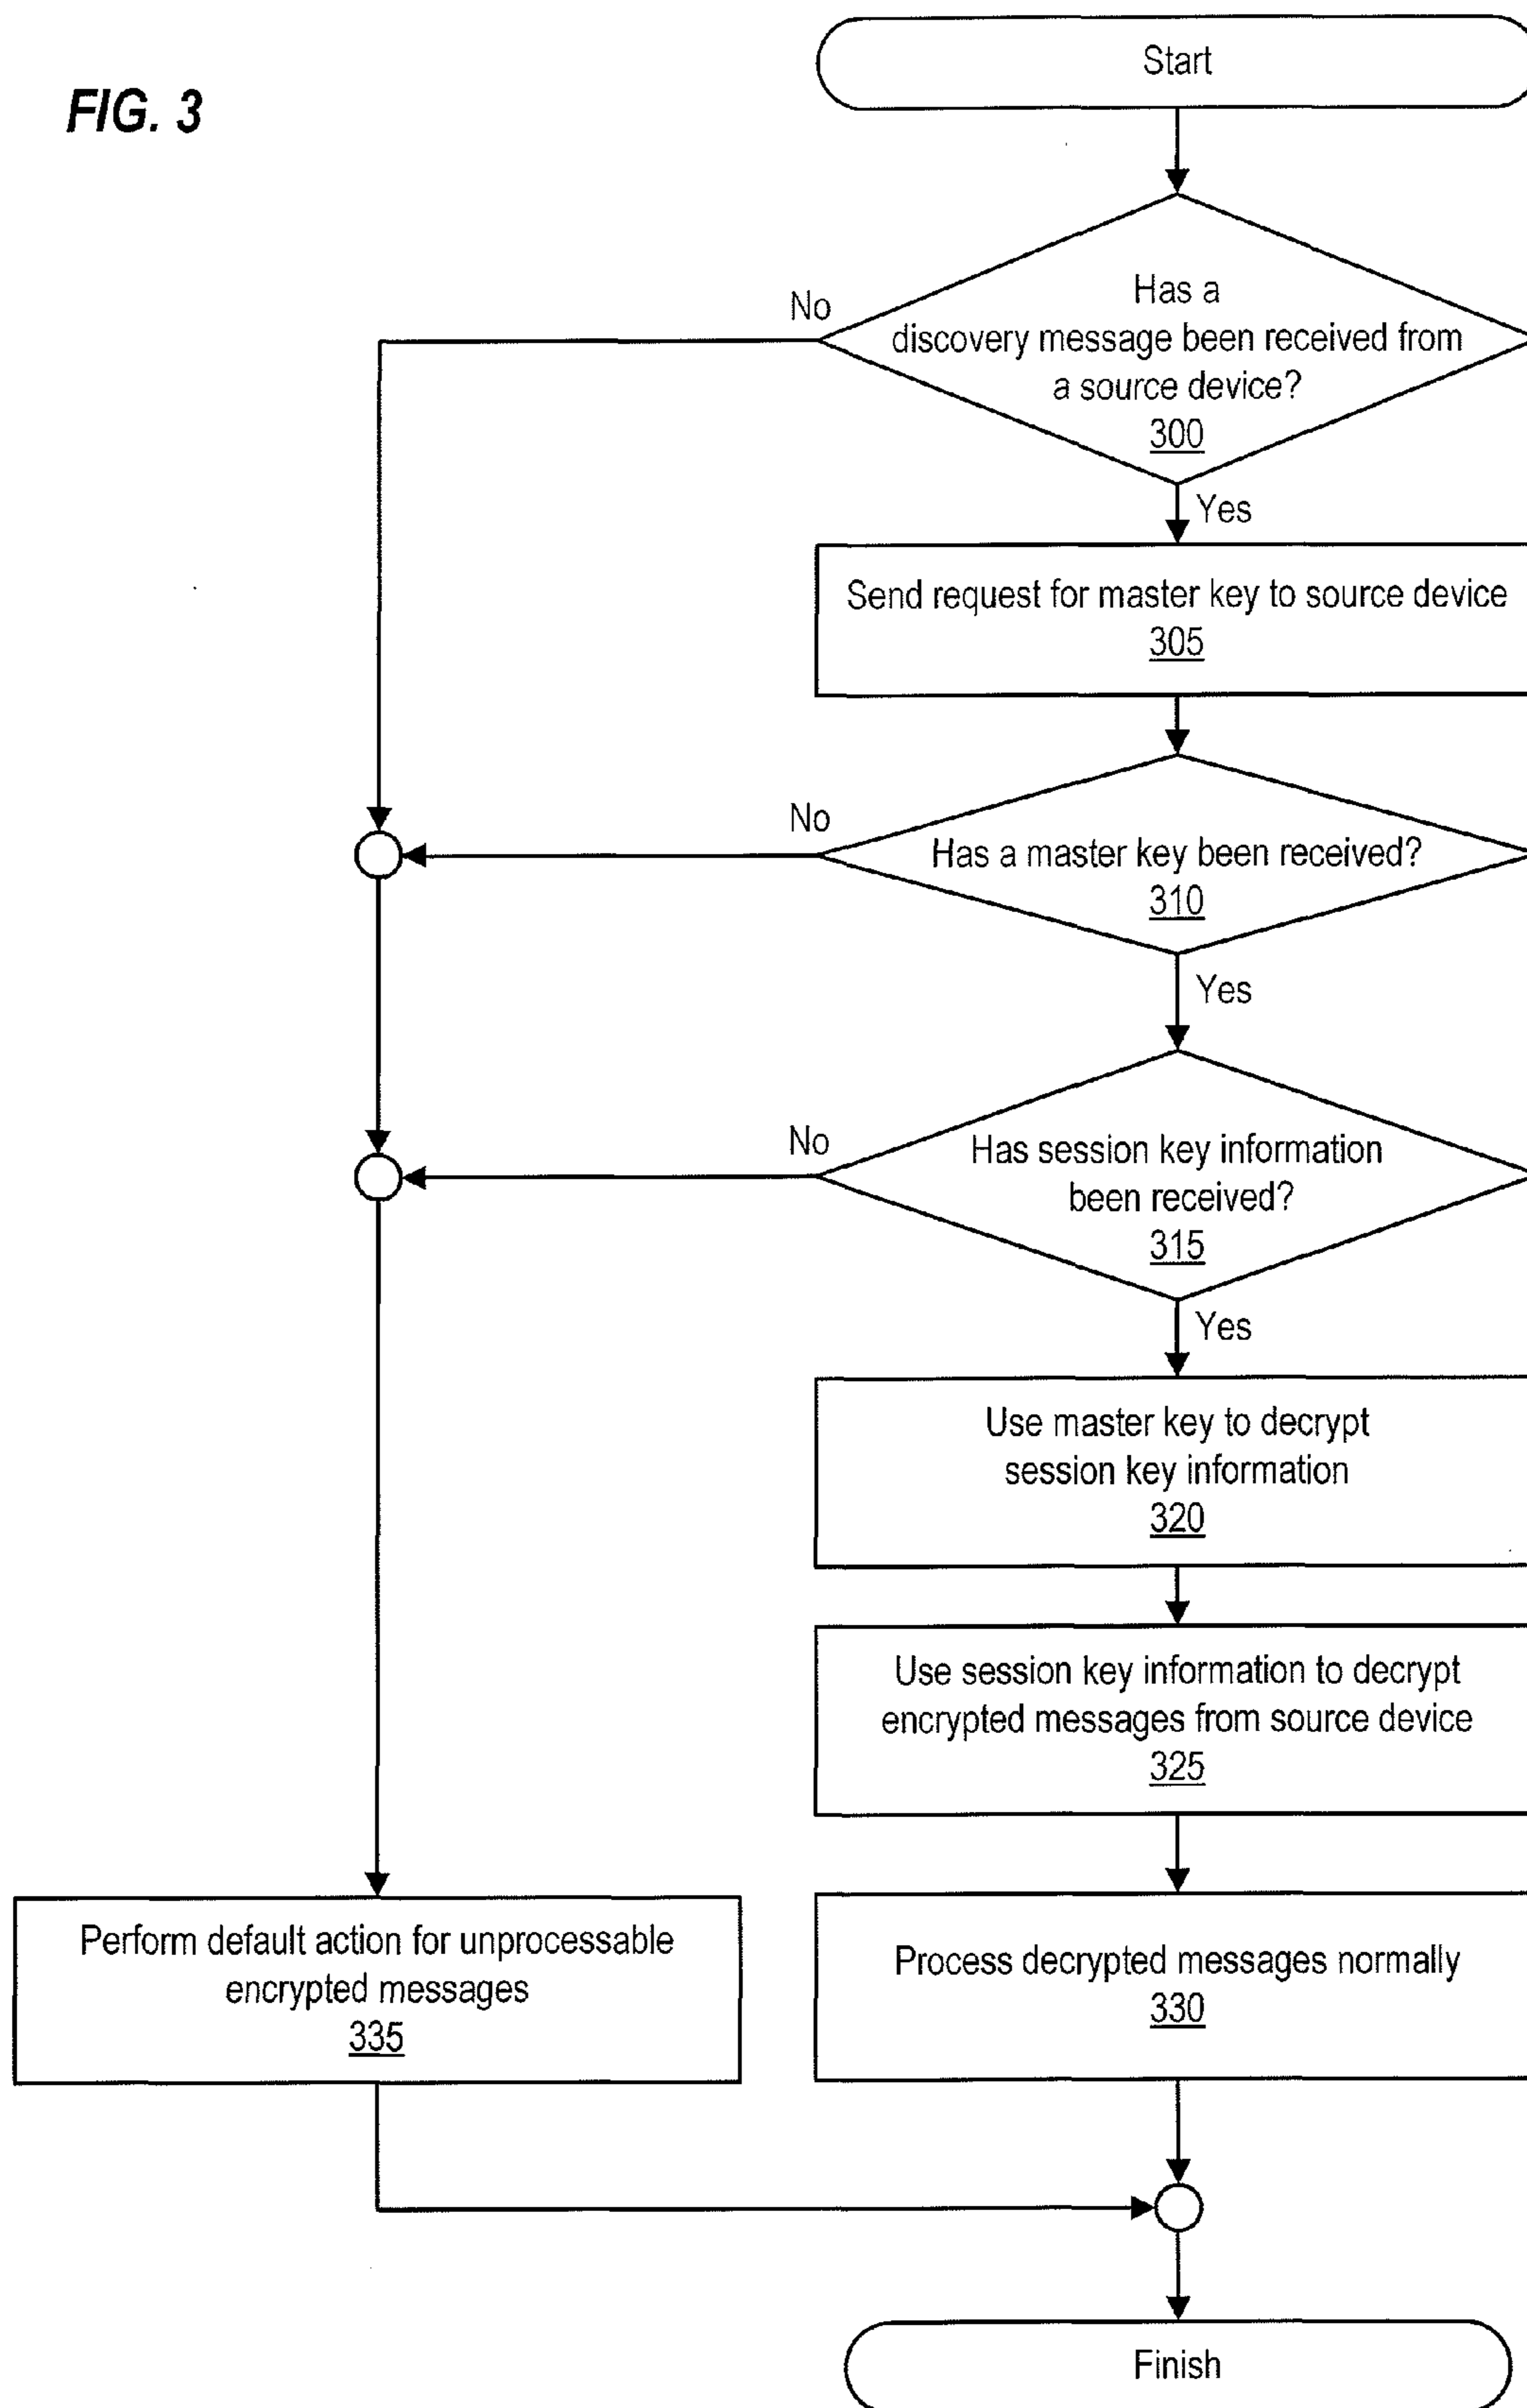 FIG. 3
Start
Has a
discovery message been received from
a source device?
300
No
Yes
Send request for master key to source device
305
Has a master key been received?
310
No
Yes
Has session key information
been received?
315
No
Yes
Use master key to decrypt
session key information
320
Use session key information to decrypt
encrypted messages from source device
325
Perform default action for unprocessable
encrypted messages
335
Process decrypted messages normally
330
Finish